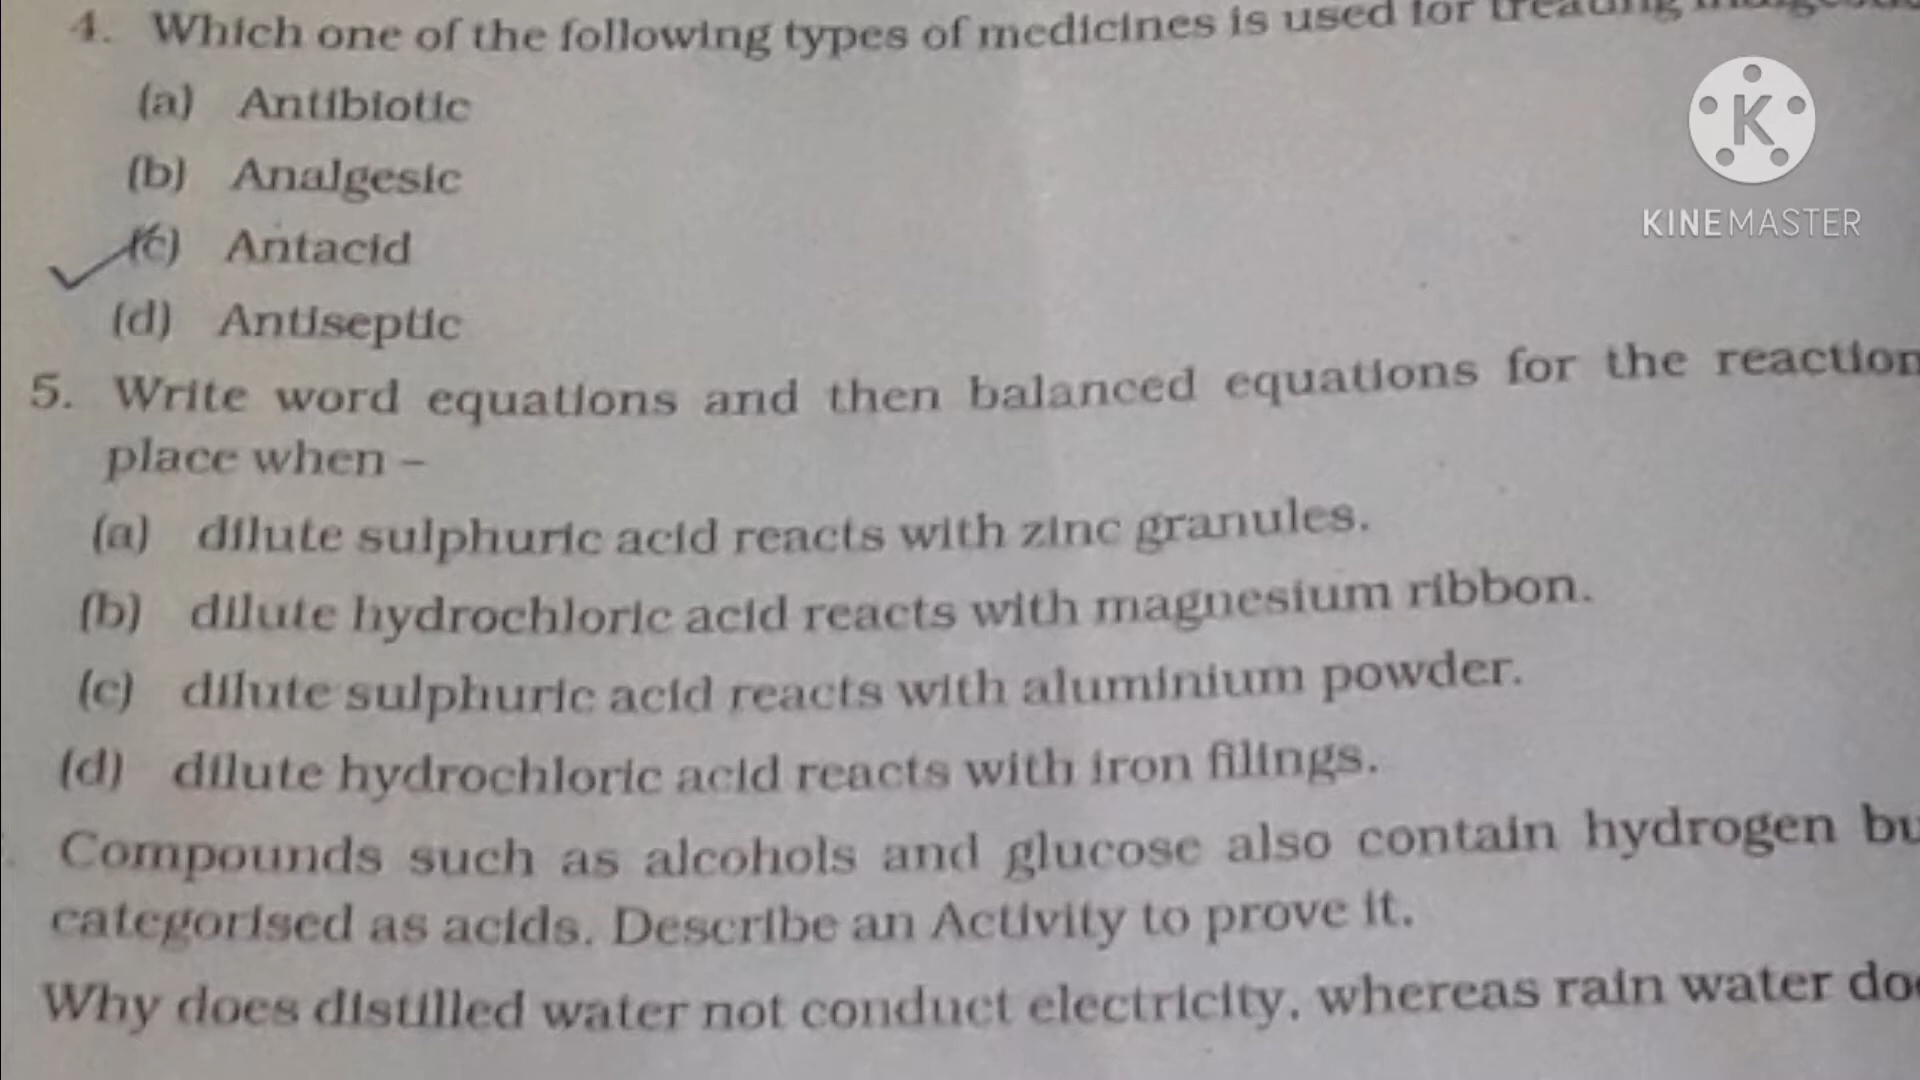 4. Which one of the following types of medicines is used for treating
(a) Antibiotic
(b) Analgesic
(c) Antacid
(d) Antiseptic
5. Write word equations and then balanced equations for the reaction
place when –
(a) dilute sulphuric acid reacts with zinc granules.
(b) dilute hydrochloric acid reacts with magnesium ribbon.
(c) dilute sulphuric acid reacts with aluminium powder.
(d) dilute hydrochloric acid reacts with iron filings.
Compounds such as alcohols and glucose also contain hydrogen
categorised as acids. Describe an Activity to prove it.
Why does distilled water not conduct electricity, whereas rain water
K
KINEMASTER